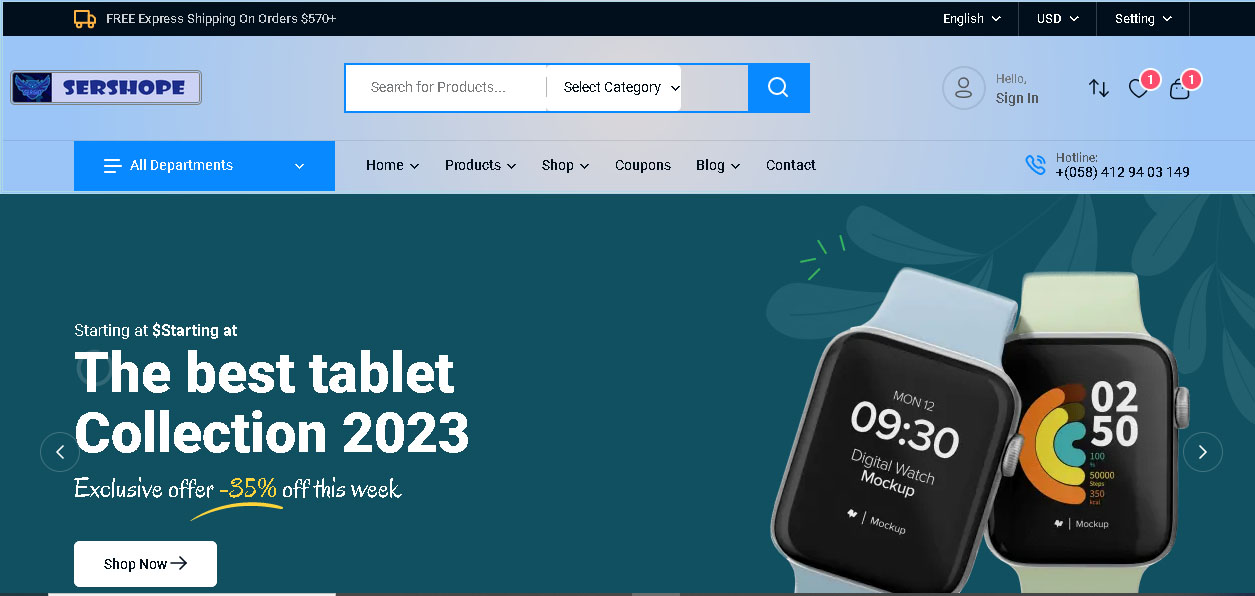 FREE Express Shipping On Orders $570+
English
USD
Setting
SERSHOPE
Search for Products...
Select Category
Hello,
Sign In
1
1
All Departments
Home
Products
Shop
Coupons
Blog
Contact
Hotline:
+(058) 412 94 03 149
Starting at $Starting at
The best tablet
Collection 2023
Exclusive offer -35% off this week
Shop Now
MON 12
09:30
Digital Watch
Mockup
Mockup
02
50
100
%
50000
Steps
350
kcal
Mockup